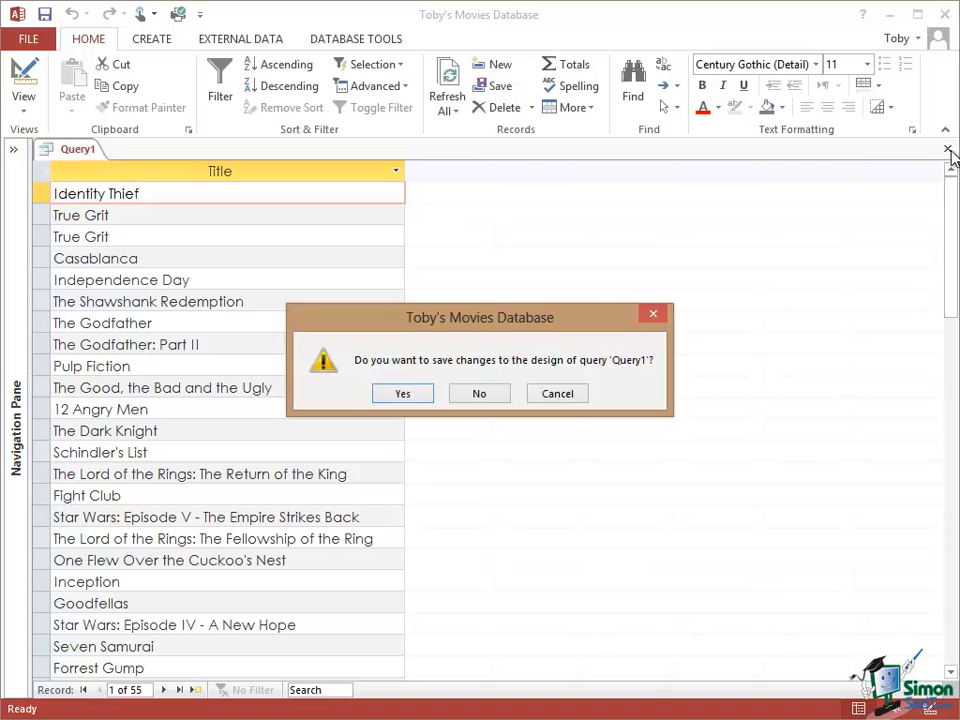 Toby's Movies Database
?
FILE HOME CREATE EXTERNAL DATA DATABASE TOOLS Toby
View
Views
Paste
Cut
Copy
Format Painter
Clipboard
Filter
Ascending
Descending
Remove Sort
Selection
Advanced
Toggle Filter
Sort & Filter
Refresh
All
New
Save
Delete
Totals
Spelling
More
Records
Find
Find
Century Gothic (Detail) 11
B I U
Text Formatting
Query1
Navigation Pane
Title
Identity Thief
True Grit
True Grit
Casablanca
Independence Day
The Shawshank Redemption
The Godfather
The Godfather: Part II
Pulp Fiction
The Good, the Bad and the Ugly
12 Angry Men
The Dark Knight
Schindler's List
The Lord of the Rings: The Return of the King
Fight Club
Star Wars: Episode V - The Empire Strikes Back
The Lord of the Rings: The Fellowship of the Ring
One Flew Over the Cuckoo's Nest
Inception
Goodfellas
Star Wars: Episode IV - A New Hope
Seven Samurai
Forrest Gump
Toby's Movies Database
Do you want to save changes to the design of query 'Query1'?
Yes No Cancel
Record: 1 of 55 No Filter Search
Ready
Simon